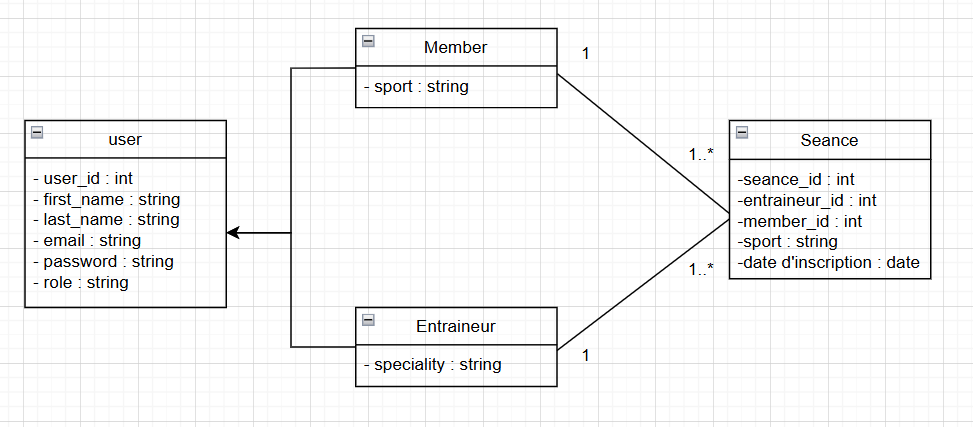 user
- user_id : int
- first_name : string
- last_name : string
- email : string
- password : string
- role : string
Member
- sport : string
1
1..*
Entraineur
- speciality : string
1
1..*
Seance
-seance_id : int
-entraineur_id : int
-member_id : int
-sport : string
-date d'inscription : date